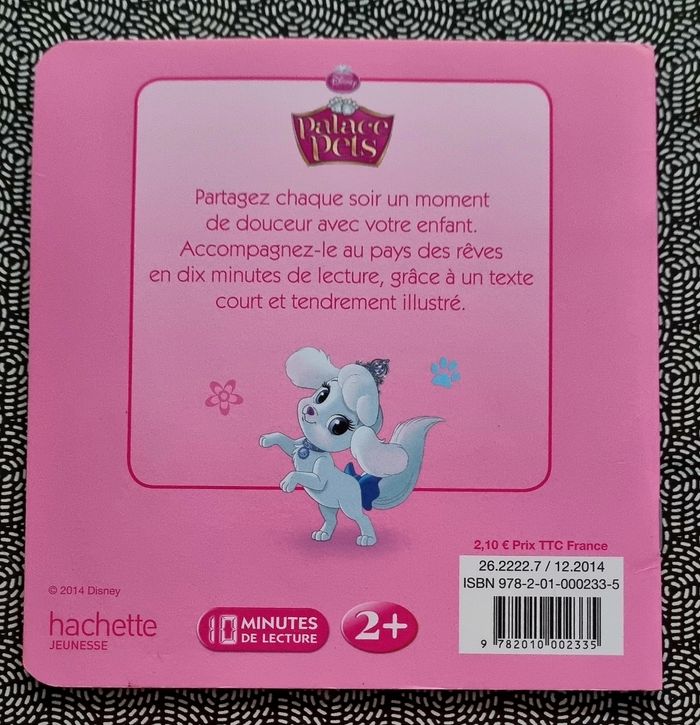 Disney
Palace
Pets
Partagez chaque soir un moment
de douceur avec votre enfant.
Accompagnez-le au pays des rêves
en dix minutes de lecture, grâce à un texte
court et tendrement illustré.
2,10 € Prix TTC France
26.2222.7 / 12.2014
ISBN 978-2-01-000233-5
9 782010 002335
© 2014 Disney
hachette
JEUNESSE
10 MINUTES
DE LECTURE
2+